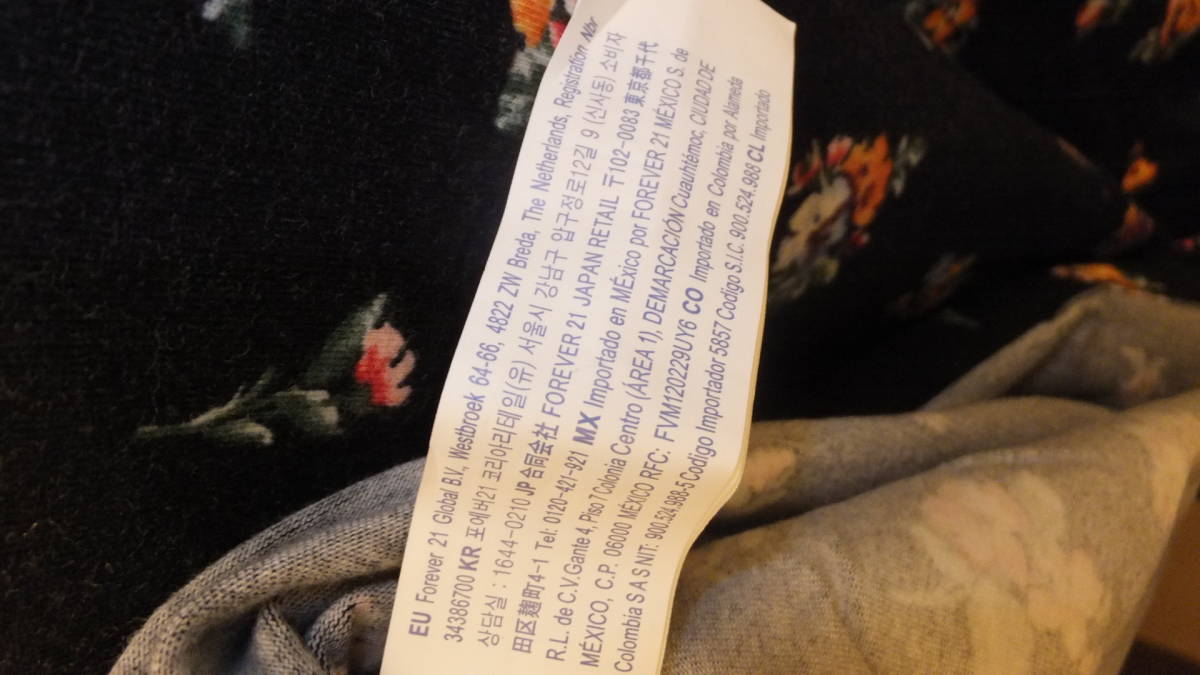 EU Forever 21 Global B.V., Westbroek 64-66, 4822 ZW Breda, The Netherlands, Registration Nbr
34386700 KR 포에버21 코리아리테일(유) 서울시 강남구 압구정로12길 9 (신사동) 소비자
상담실 : 1644-0210 JP 合同会社 FOREVER 21 JAPAN RETAIL 〒102-0083 東京都千代
田区麹町4-1 Tel: 0120-421-921 MX Importado en MÉxico por FOREVER 21 MÉXICO S. de
R.L. de C.V. Gante 4, Piso 7 Colonia Centro (ÁREA 1), DEMARCACIÓN Cuauhtémoc, CIUDAD DE
MÉXICO, C.P. 06000 MÉXICO RFC: FVM120229UY6 CO Importado en Colombia por Alameda
Colombia S A S NIT: 900.524.988-5 Codigo Importador 5857 Codigo S.I.C. 900.524.988 CL Importado